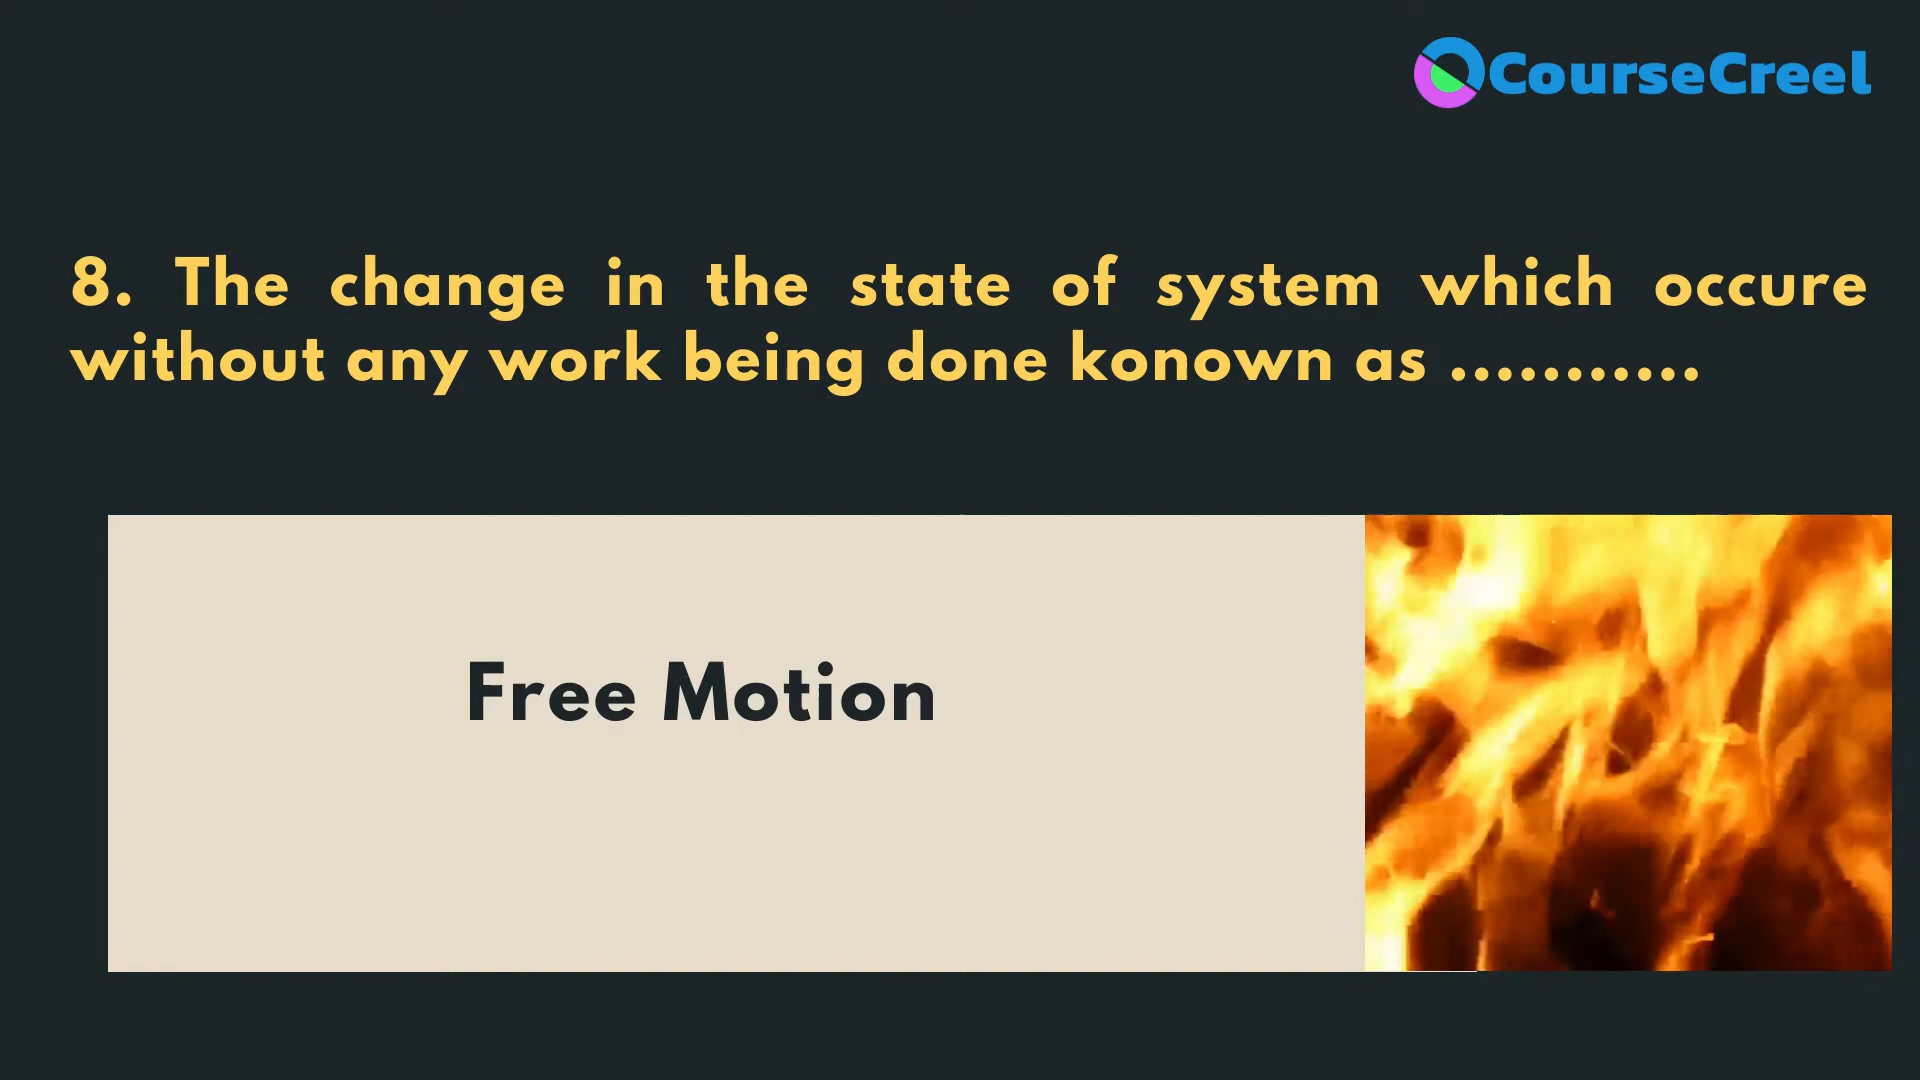 CourseCreel
8. The change in the state of system which occure
without any work being done konown as ...........
Free Motion